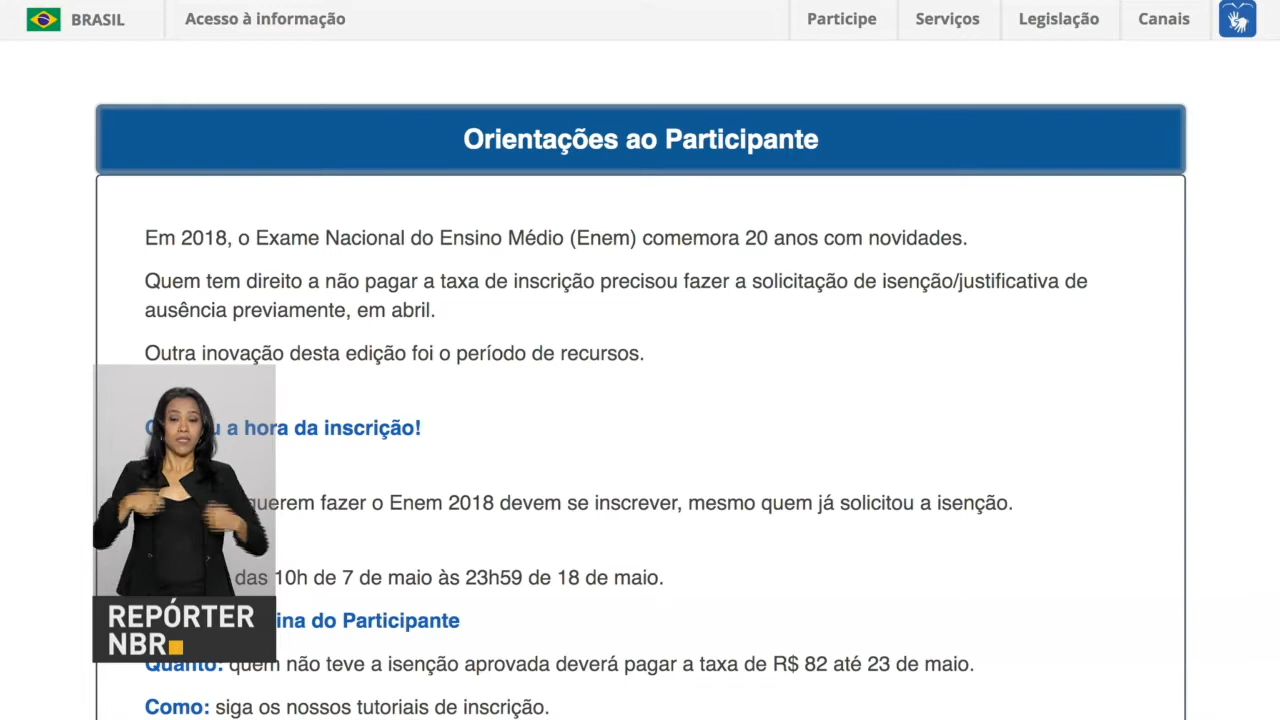 BRASIL
Acesso à informação
Participe
Serviços
Legislação
Canais
Orientações ao Participante
Em 2018, o Exame Nacional do Ensino Médio (Enem) comemora 20 anos com novidades.
Quem tem direito a não pagar a taxa de inscrição precisou fazer a solicitação de isenção/justificativa de
ausência previamente, em abril.
Outra inovação desta edição foi o período de recursos.
a hora da inscrição!
querem fazer o Enem 2018 devem se inscrever, mesmo quem já solicitou a isenção.
das 10h de 7 de maio às 23h59 de 18 de maio.
do Participante
Quanto: quem não teve a isenção aprovada deverá pagar a taxa de R$ 82 até 23 de maio.
Como: siga os nossos tutoriais de inscrição.
REPÓRTER
NBR